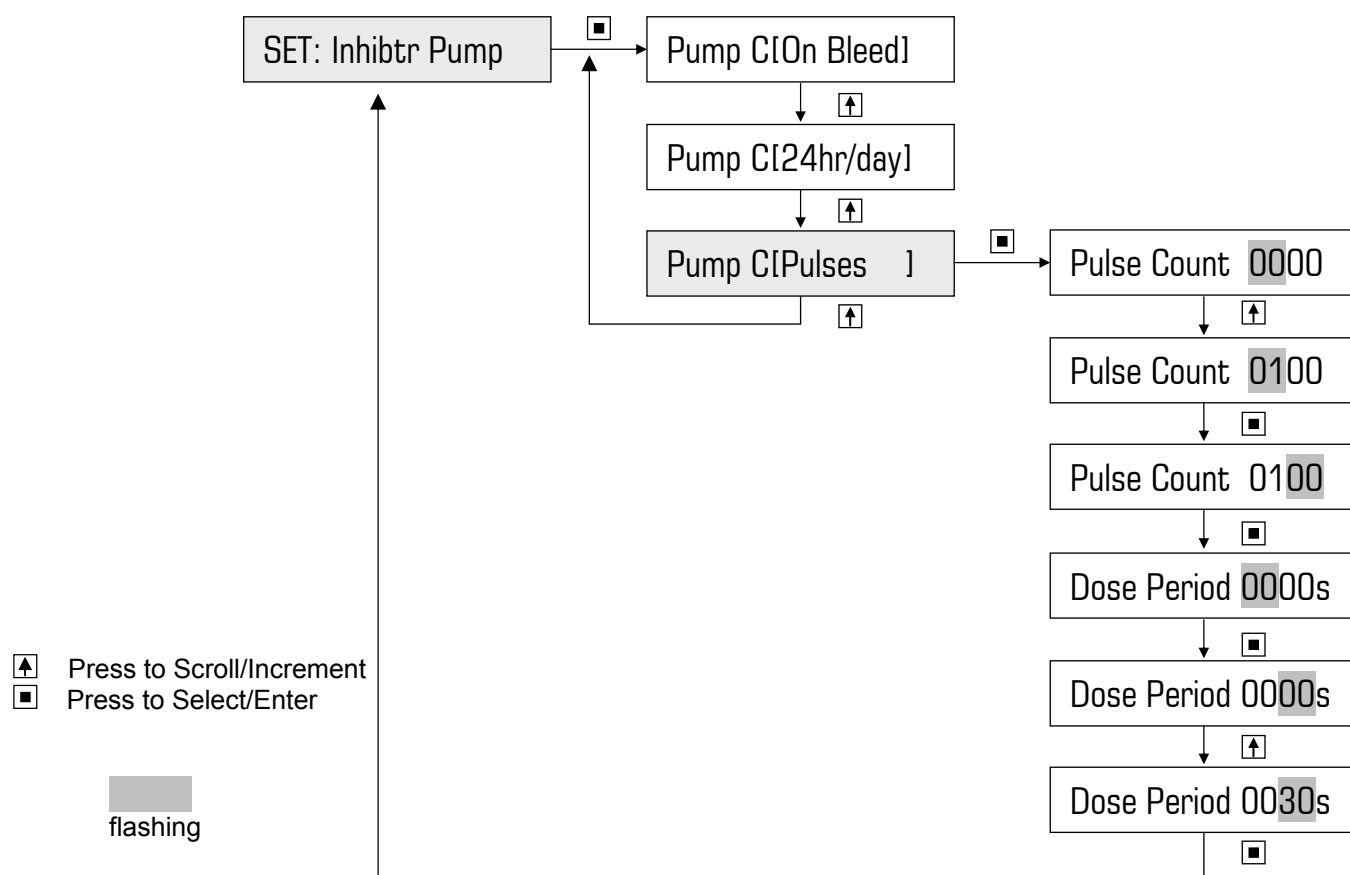 SET: Inhibtr Pump
Pump C[On Bleed]
Pump C[24hr/day]
Pump C[Pulses ]
Pulse Count 0000
Pulse Count 0100
Pulse Count 0100
Dose Period 0000s
Dose Period 0000s
Dose Period 0030s
Press to Scroll/Increment
Press to Select/Enter
flashing